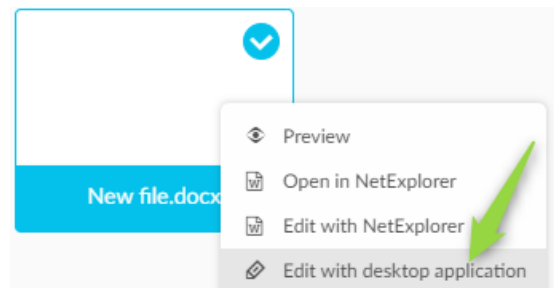 Preview
Open in NetExplorer
New file.docx
Edit with NetExplorer
Edit with desktop application